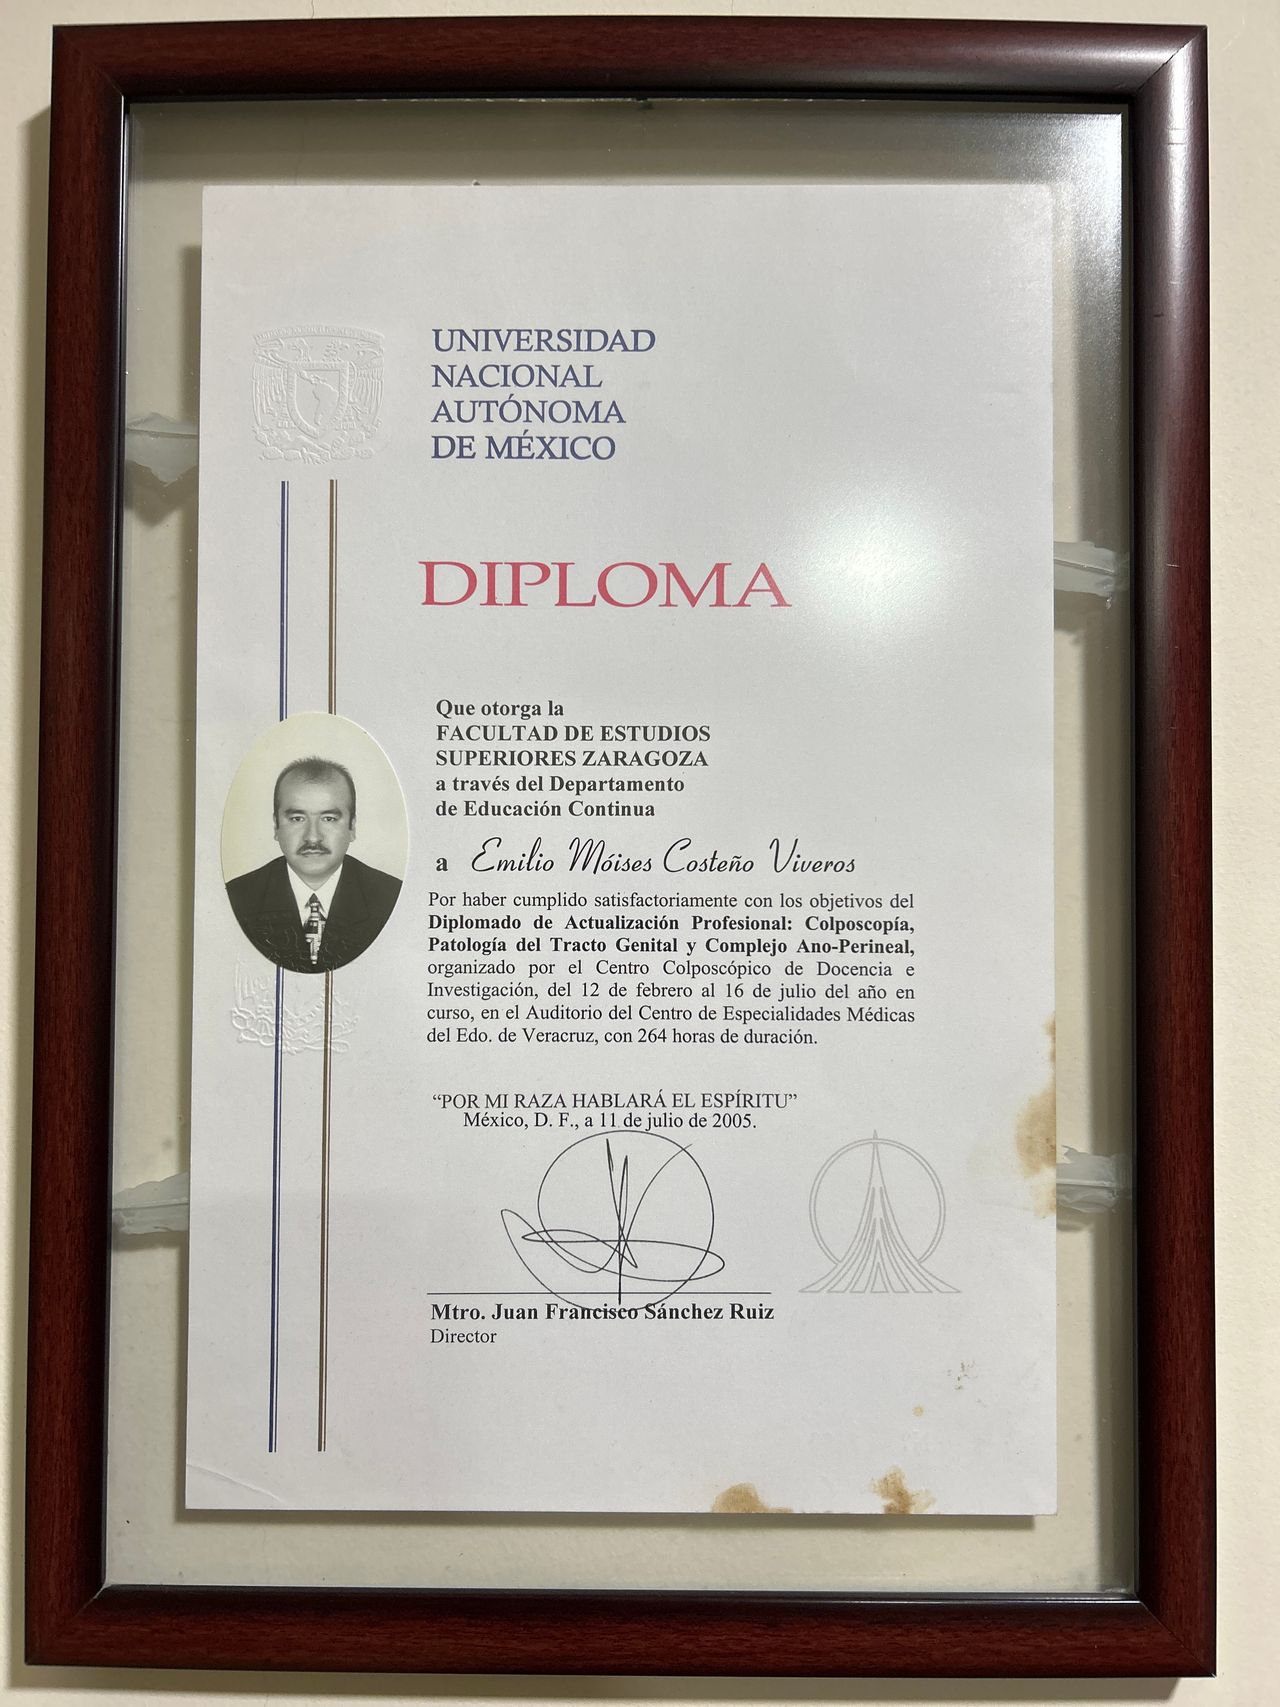 UNIVERSIDAD
NACIONAL
AUTÓNOMA
DE MÉXICO
DIPLOMA
Que otorga la
FACULTAD DE ESTUDIOS
SUPERIORES ZARAGOZA
a través del Departamento
de Educación Continua
a Emilio Móises Costeño Viveros
Por haber cumplido satisfactoriamente con los objetivos del
Diplomado de Actualización Profesional: Colposcopía,
Patología del Tracto Genital y Complejo Ano-Perineal,
organizado por el Centro Colposcópico de Docencia e
Investigación, del 12 de febrero al 16 de julio del año en
curso, en el Auditorio del Centro de Especialidades Médicas
del Edo. de Veracruz, con 264 horas de duración.
“POR MI RAZA HABLARÁ EL ESPÍRITU”
México, D. F., a 11 de julio de 2005.
Mtro. Juan Francisco Sánchez Ruiz
Director